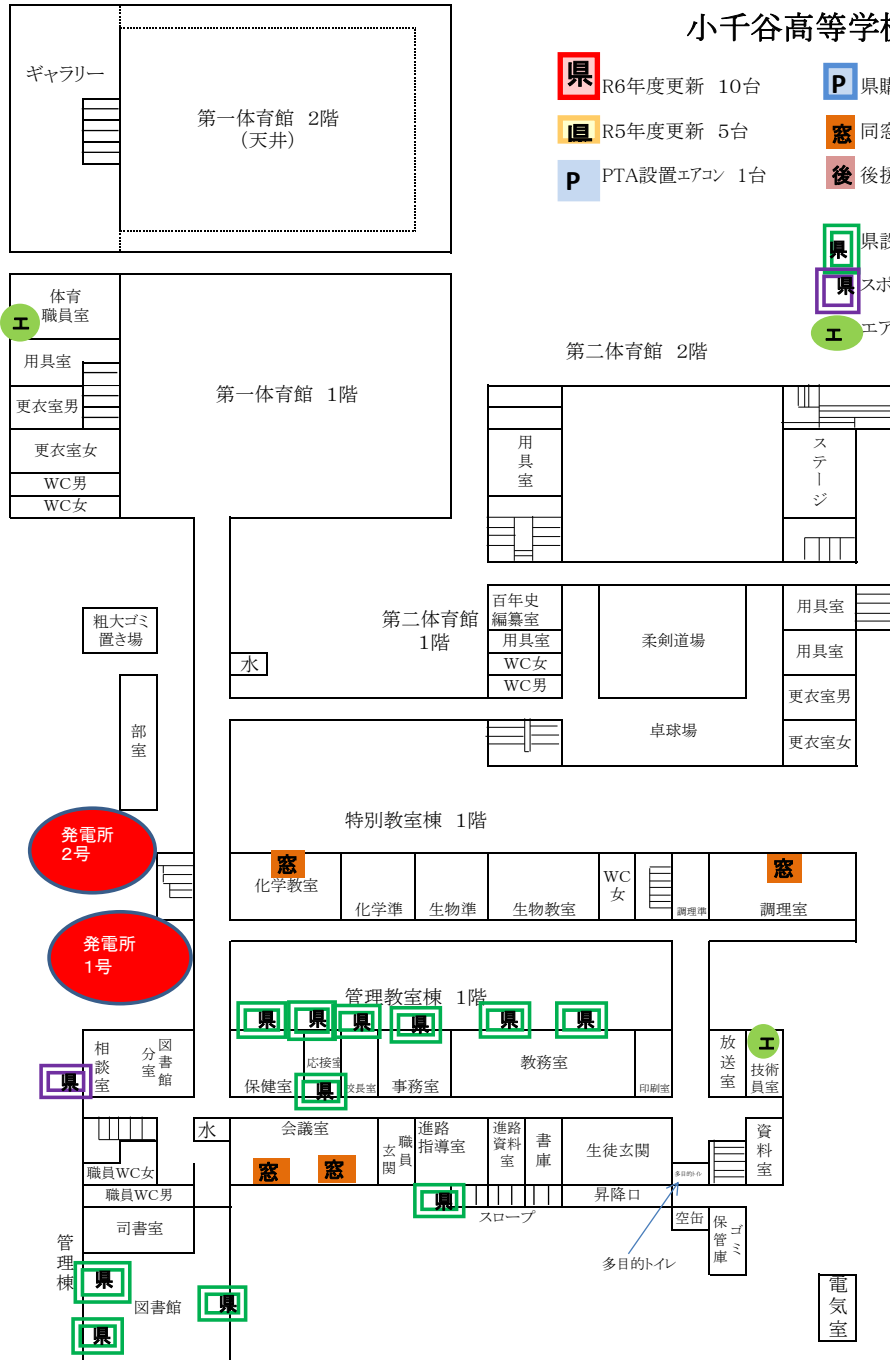 小千谷高等学校
県 R6年度更新 10台
県 R5年度更新 5台
P PTA設置エアコン 1台
P 県購
窓 同窓
後 後援
県 県設
県 スポ
エ エア
ギャラリー
第一体育館 2階
(天井)
体育
職員室
エ
用具室
更衣室男
更衣室女
WC男
WC女
第一体育館 1階
第二体育館 2階
用具室
ステージ
粗大ゴミ
置き場
水
第二体育館
1階
百年史
編纂室
用具室
WC女
WC男
柔剣道場
卓球場
用具室
用具室
更衣室男
更衣室女
部室
発電所
2号
発電所
1号
特別教室棟 1階
窓
化学教室
化学準
生物準
生物教室
WC
女
調理準
窓
調理室
管理教室棟 1階
県
県
県
県
県
県
県
相談室
図書館
分室
保健室
応接室
県
校長室
事務室
教務室
印刷室
放送室
エ
技術
員室
水
会議室
窓
窓
職員
玄関
進路
指導室
県
進路
資料
室
書庫
生徒玄関
昇降口
スロープ
多目的トイレ
資料室
職員WC女
職員WC男
司書室
管理棟
県
県
図書館
県
空缶
ゴミ
保管庫
多目的トイレ
電気室